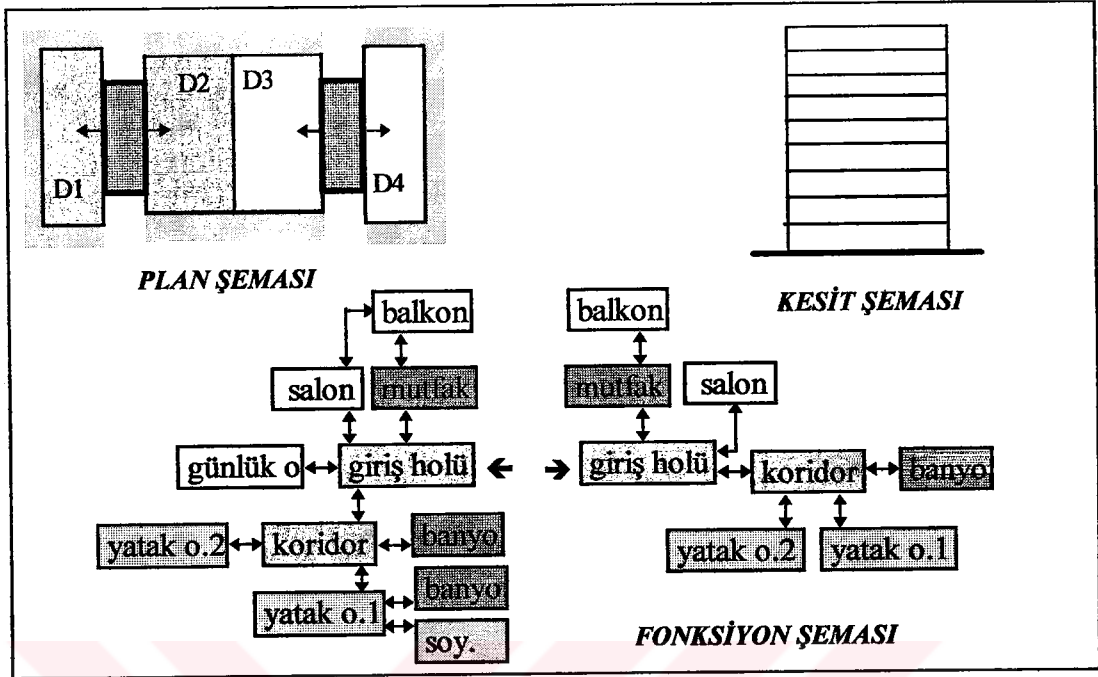 D2 D3
D1 D4
PLAN ŞEMASI
KESİT ŞEMASI
balkon balkon
salon mutfak mutfak salon
günlük o giriş holü giriş holü koridor banyo
yatak o.2 koridor banyo yatak o.2 yatak o.1
yatak o.1 banyo
soy.
FONKSİYON ŞEMASI